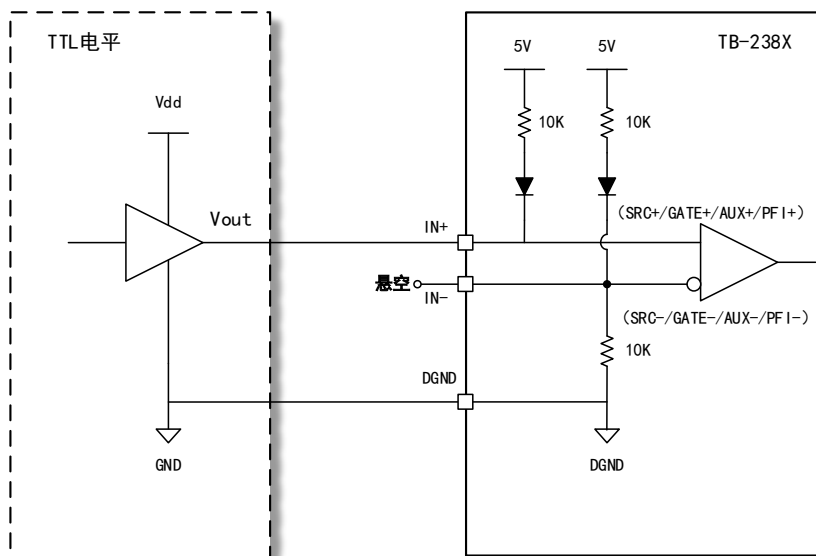 TTL电平
TB-238X
5V
5V
Vdd
10K
10K
Vout
IN+
(SRC+/GATE+/AUX+/PFI+)
悬空
IN-
(SRC-/GATE-/AUX-/PFI-)
10K
DGND
GND
DGND